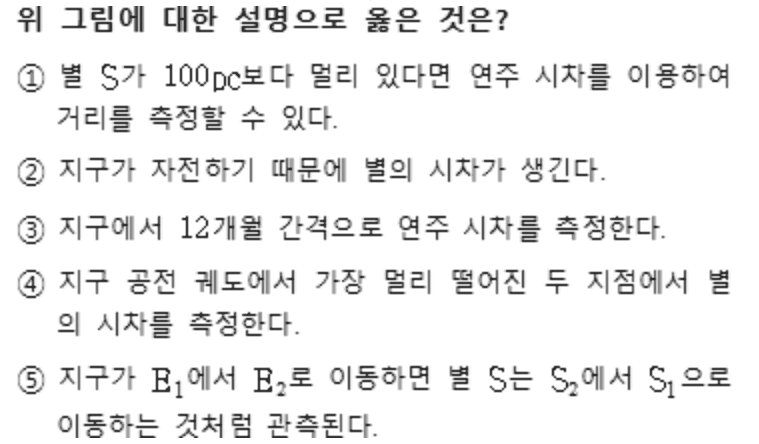 위 그림에 대한 설명으로 옳은 것은?
① 별 S가 100pc보다 멀리 있다면 연주 시차를 이용하여
거리를 측정할 수 있다.
② 지구가 자전하기 때문에 별의 시차가 생긴다.
③ 지구에서 12개월 간격으로 연주 시차를 측정한다.
④ 지구 공전 궤도에서 가장 멀리 떨어진 두 지점에서 별
의 시차를 측정한다.
⑤ 지구가 E₁에서 E₂로 이동하면 별 S는 S₂에서 S₁으로
이동하는 것처럼 관측된다.